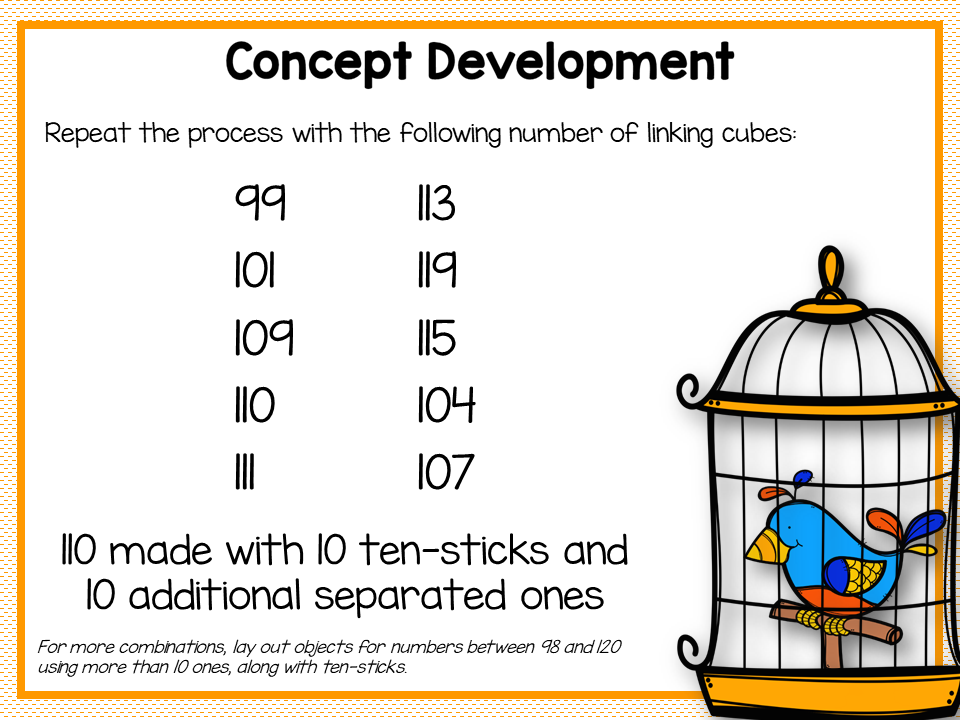 Concept Development
Repeat the process with the following number of linking cubes:
99 113
101 119
109 115
110 104
111 107
110 made with 10 ten-sticks and
10 additional separated ones
For more combinations, lay out objects for numbers between 98 and 120
using more than 10 ones, along with ten-sticks.